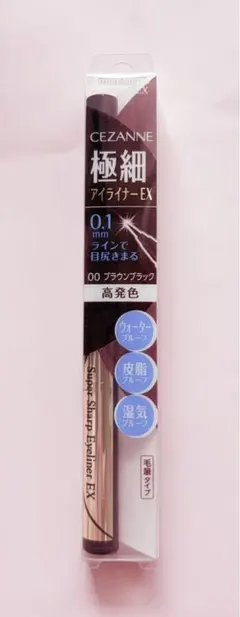 CEZANNE
極細
アイライナーEX
0.1
mm
ラインで
目尻きまる
00 ブラウンブラック
高発色
ウォーター
プルーフ
皮脂
プルーフ
湿気
プルーフ
毛筆タイプ
Super Sharp Eyeliner EX